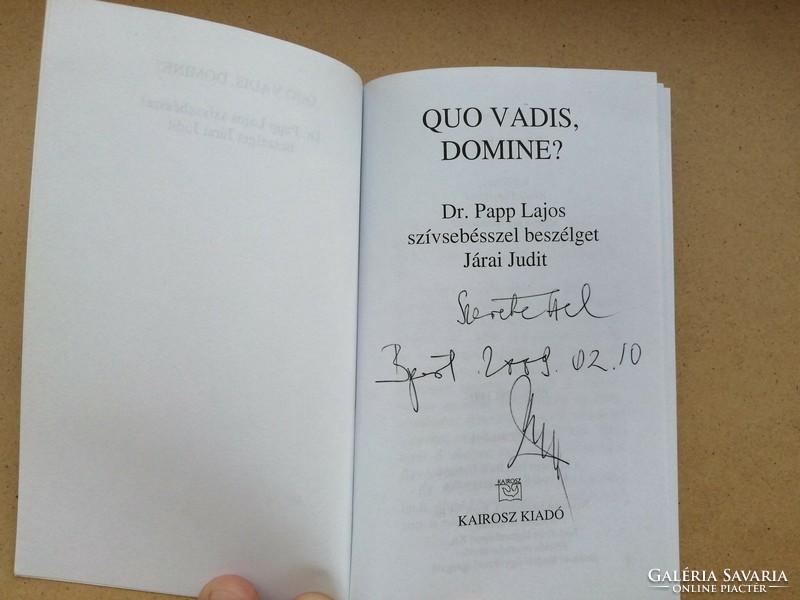 QUO VADIS,
DOMINE?
Dr. Papp Lajos
szívsebésszel beszélget
Járai Judit
Szeretettel
Bpest. 2009. 02. 10
KAIROSZ
KAIROSZ KIADÓ
GALÉRIA SAVARIA
ONLINE PIACTÉR